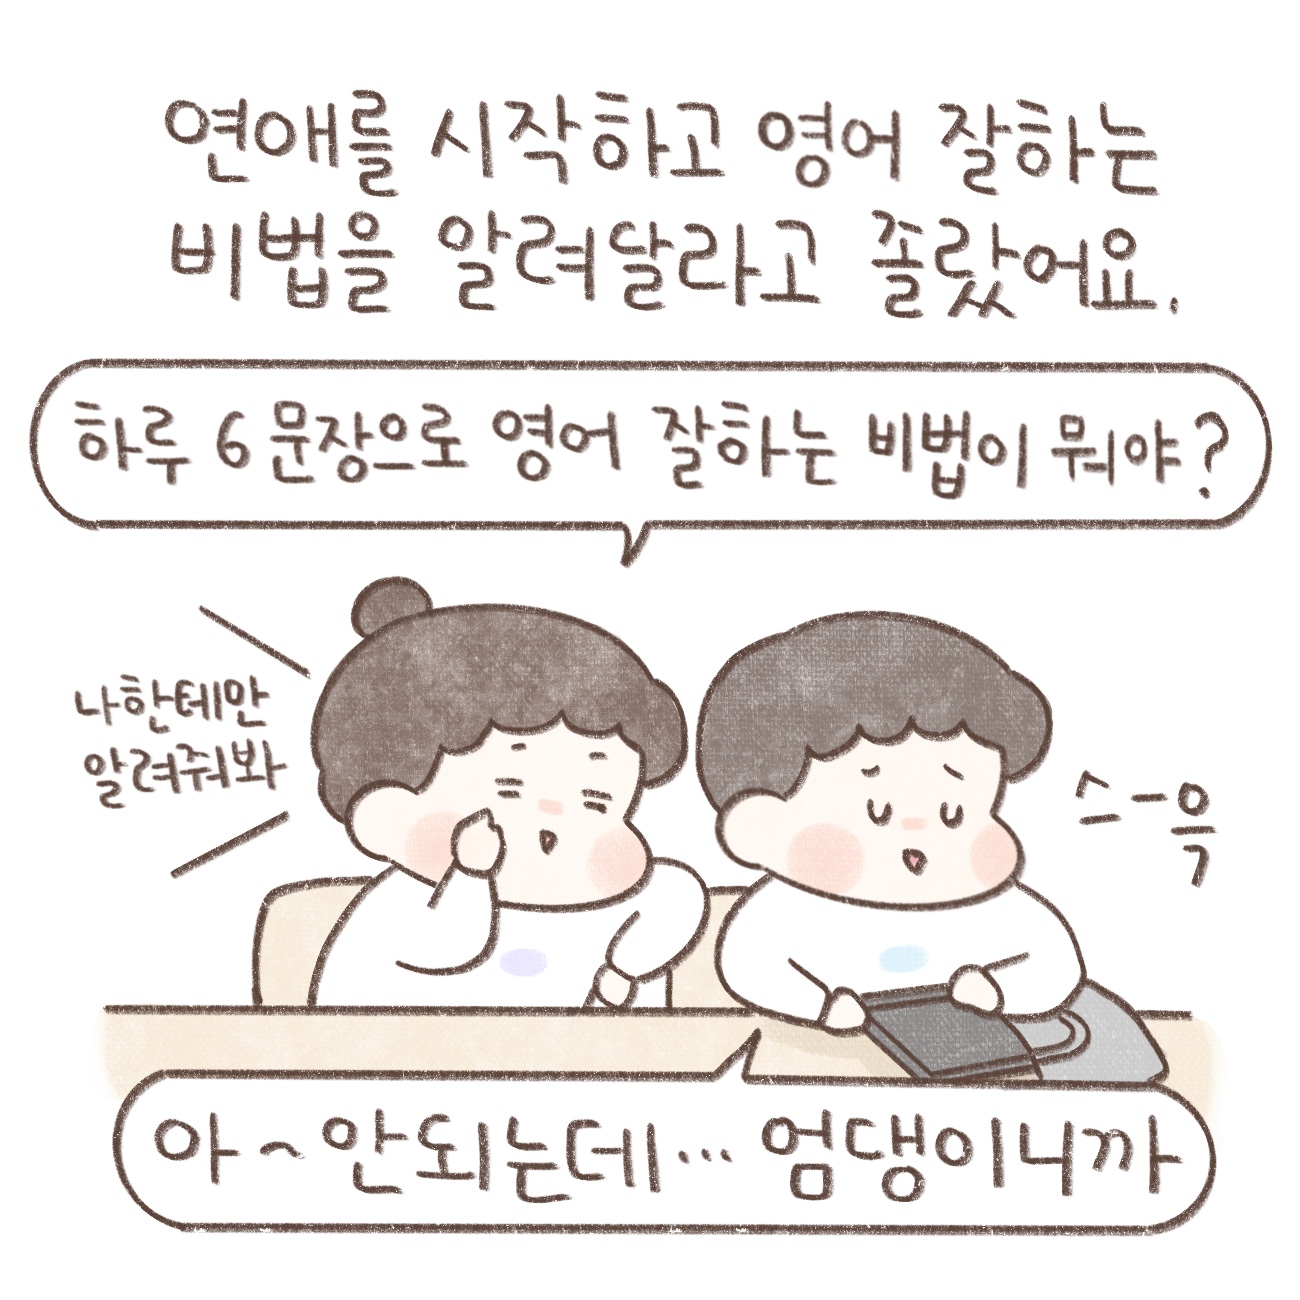 연애를 시작하고 영어 잘하는
비법을 알려달라고 졸랐어요.
하루 6문장으로 영어 잘하는 비법이 뭐야?
나한테만
알려줘봐
스-윽
아~안되는데... 엄댕이니까